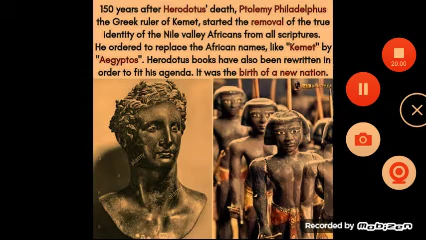 150 years after Herodotus' death, Ptolemy Philadelphus
the Greek ruler of Kemet, started the removal of the true
identity of the Nile valley Africans from all scriptures.
He ordered to replace the African names, like "Kemet" by
"Aegyptos". Herodotus books have also been rewritten in
order to fit his agenda. It was the birth of a new nation.
20:00
Recorded by Mobizen